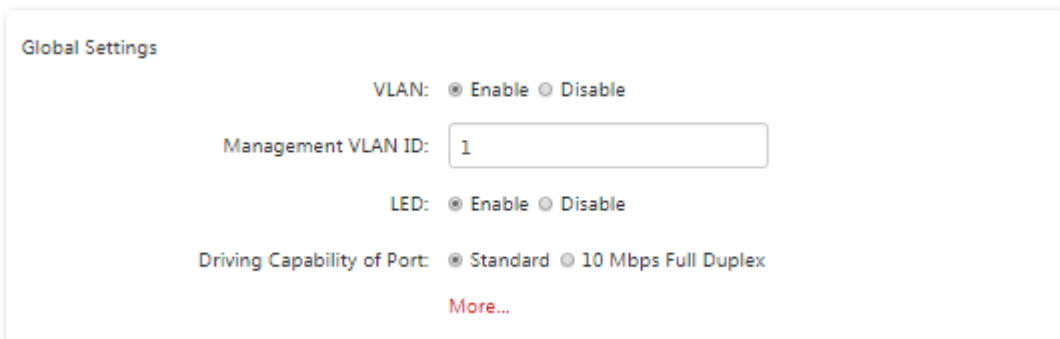 Global Settings
VLAN: Enable Disable
Management VLAN ID: 1
LED: Enable Disable
Driving Capability of Port: Standard 10 Mbps Full Duplex
More...